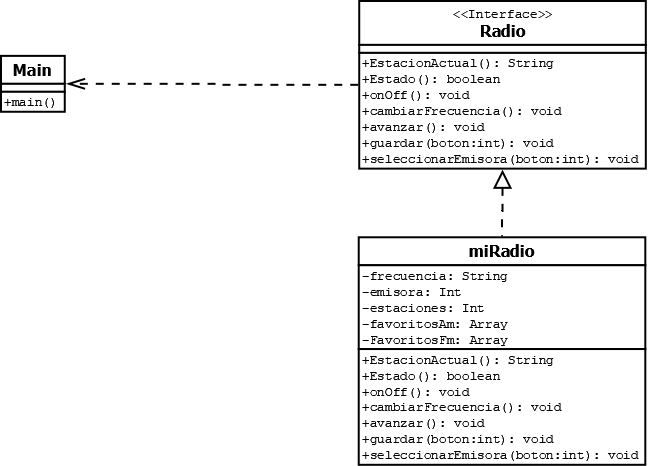 <<Interface>>
Radio
+EstacionActual(): String
+Estado(): boolean
+onOff(): void
+cambiarFrecuencia(): void
+avanzar(): void
+guardar(boton:int): void
+seleccionarEmisora(boton:int): void
Main
+main()
miRadio
-frecuencia: String
-emisora: Int
-estaciones: Int
-favoritosAm: Array
-FavoritosFm: Array
+EstacionActual(): String
+Estado(): boolean
+onOff(): void
+cambiarFrecuencia(): void
+avanzar(): void
+guardar(boton:int): void
+seleccionarEmisora(boton:int): void